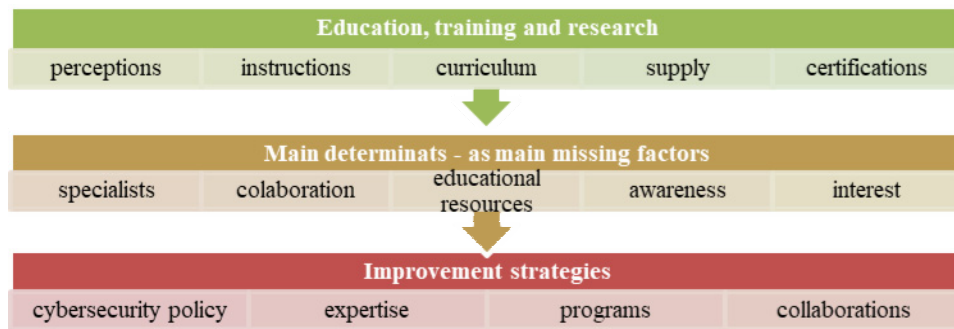 Education, training and research
perceptions instructions curriculum supply certifications
Main determinats - as main missing factors
specialists colaboration educational resources awareness interest
Improvement strategies
cybersecurity policy expertise programs collaborations